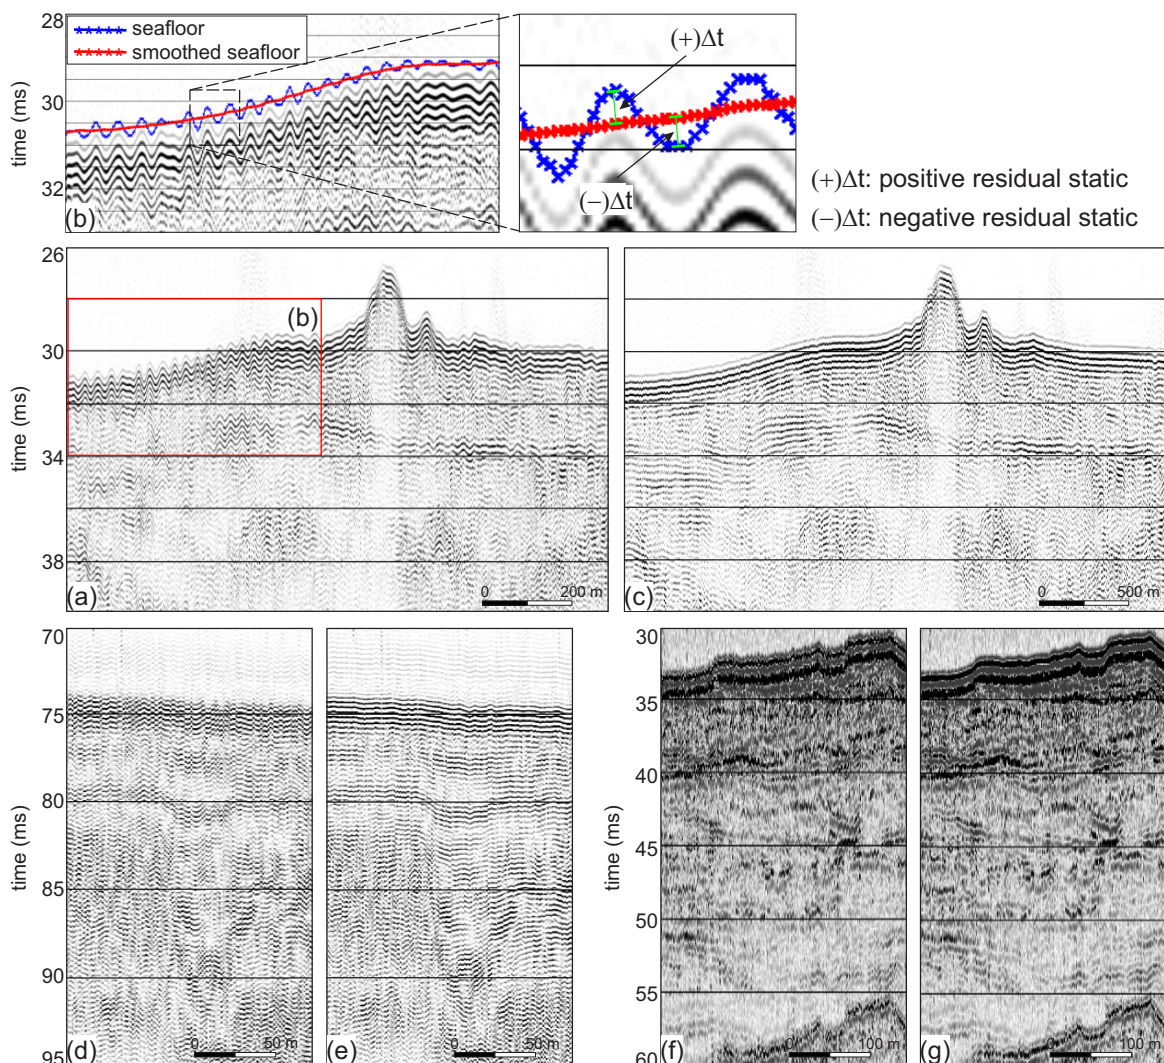 28
30
32
time (ms)
seafloor
smoothed seafloor
(b)
(+)Δt
(−)Δt
(+)Δt: positive residual static
(−)Δt: negative residual static
26
30
34
38
time (ms)
(b)
(a)
0 200 m
(c)
0 500 m
70
75
80
85
90
95
time (ms)
(d)
0 50 m
(e)
0 50 m
30
35
40
45
50
55
60
time (ms)
(f)
0 100 m
(g)
0 100 m